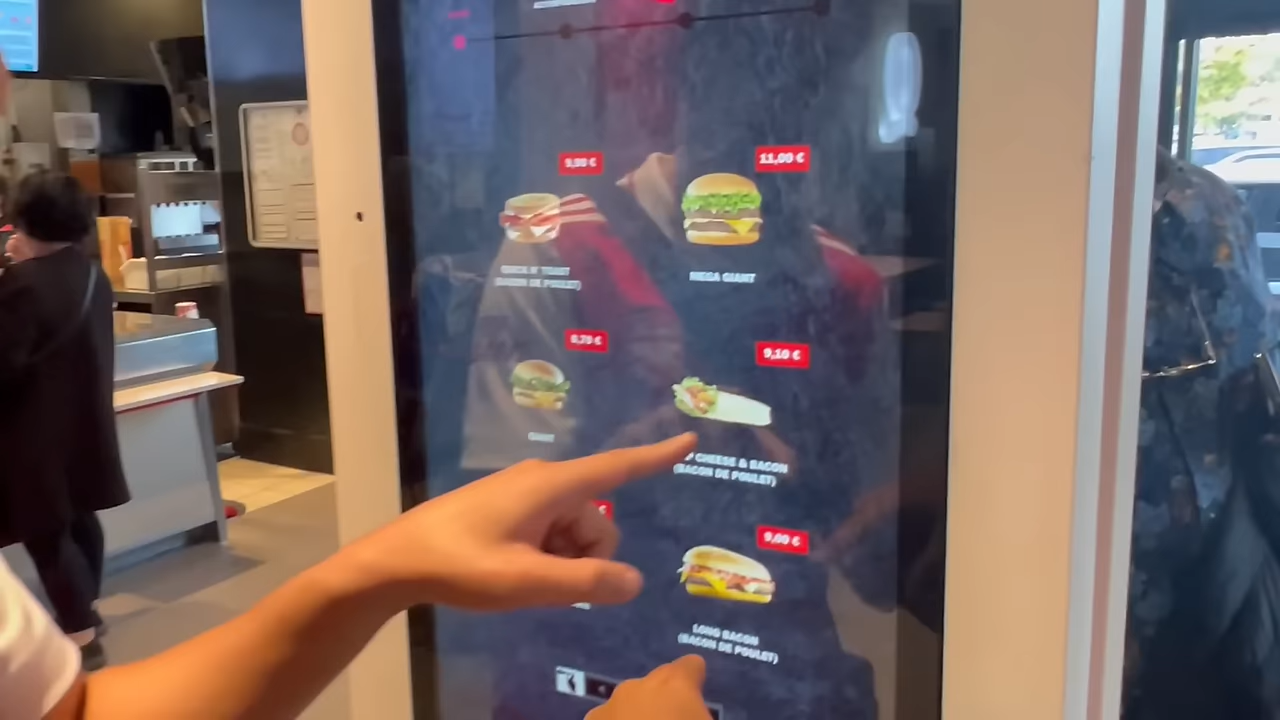 9,90 €
11,00 €
QUICK N' TOAST
(BACON DE POULET)
MEGA GIANT
8,70 €
9,10 €
GIANT
CHEESE & BACON
(BACON DE POULET)
€
9,00 €
LONG BACON
(BACON DE POULET)